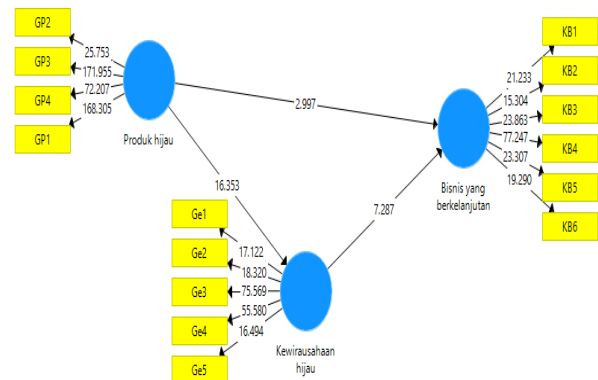 GP2
GP3
GP4
GP1
25.753
171.955
72.207
168.305
Produk hijau
2.997
16.353
7.287
KB1
KB2
KB3
KB4
KB5
KB6
21.233
15.304
23.863
77.247
23.307
19.290
Bisnis yang
berkelanjutan
Ge1
Ge2
Ge3
Ge4
Ge5
17.122
18.320
75.569
55.580
16.494
Kewirausahaan
hijau